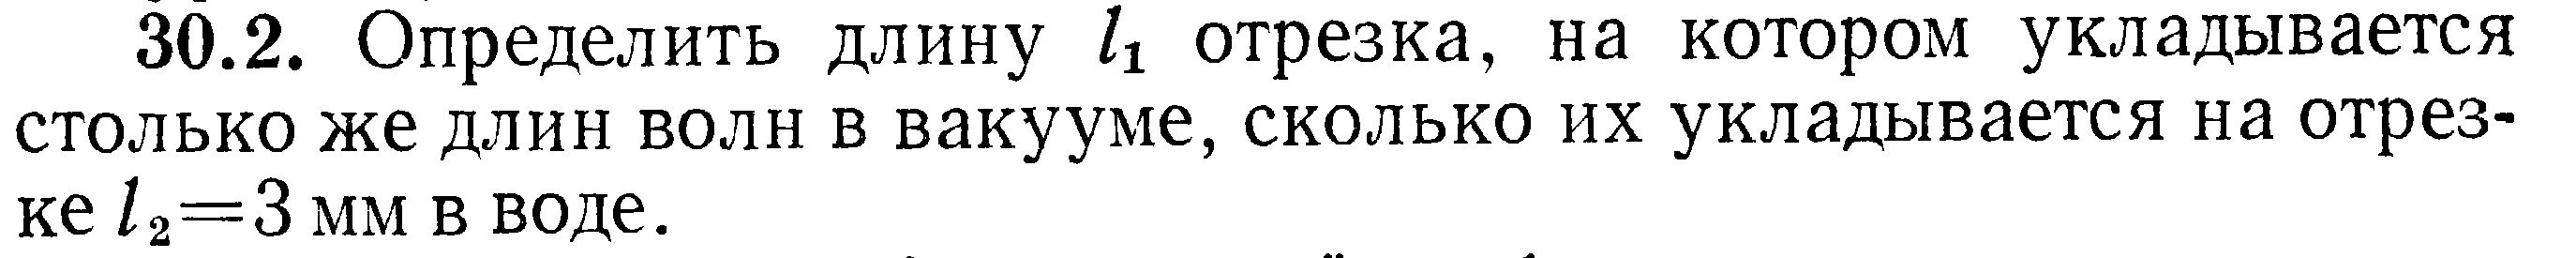 30.2. Определить длину l₁ отрезка, на котором укладывается
столько же длин волн в вакууме, сколько их укладывается на отрез-
ке l₂=3 мм в воде.